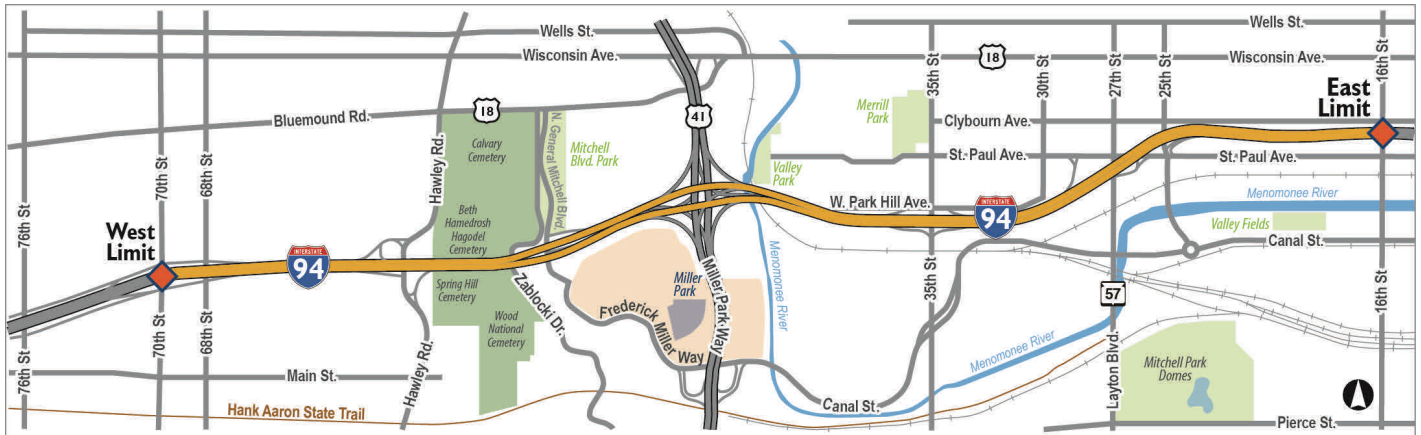 Wells St.
Wells St.
Wisconsin Ave.
18
Wisconsin Ave.
76th St
70th St
68th St
35th St
30th St
27th St
25th St
16th St
East
Limit
18
41
Bluemound Rd.
Hawley Rd.
Calvary
Cemetery
N. General Mitchell Blvd.
Mitchell
Blvd. Park
Merrill
Park
Clybourn Ave.
Valley
Park
St. Paul Ave.
St. Paul Ave.
Menomonee River
W. Park Hill Ave.
INTERSTATE
94
Valley Fields
Canal St.
Beth
Hamedrosh
Hagodel
Cemetery
West
Limit
INTERSTATE
94
Spring Hill
Cemetery
Zablocki Dr.
Miller
Park
Miller Park Way
Menomonee River
35th St
57
16th St
Frederick Miller Way
Wood
National
Cemetery
76th St
70th St
68th St
Main St.
Hawley Rd.
Menomonee River
Layton Blvd.
Mitchell Park
Domes
Canal St.
Hank Aaron State Trail
Pierce St.